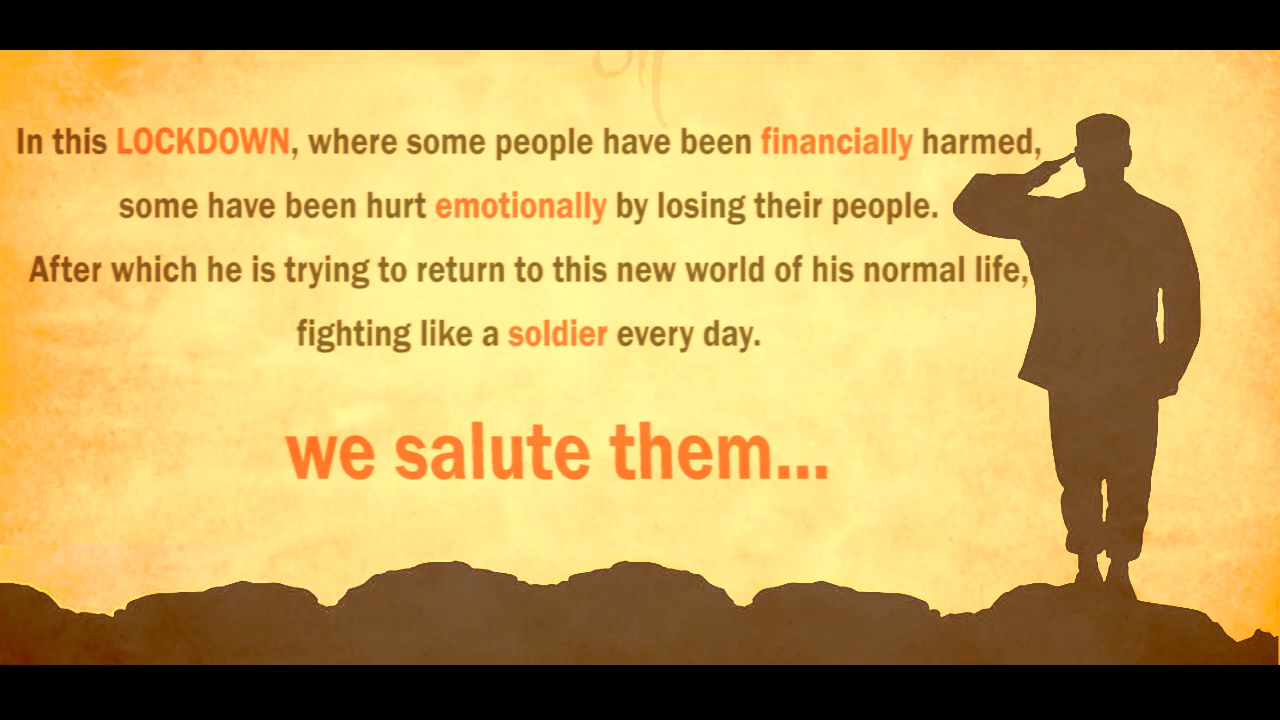 In this LOCKDOWN, where some people have been financially harmed,
some have been hurt emotionally by losing their people.
After which he is trying to return to this new world of his normal life,
fighting like a soldier every day.
we salute them...